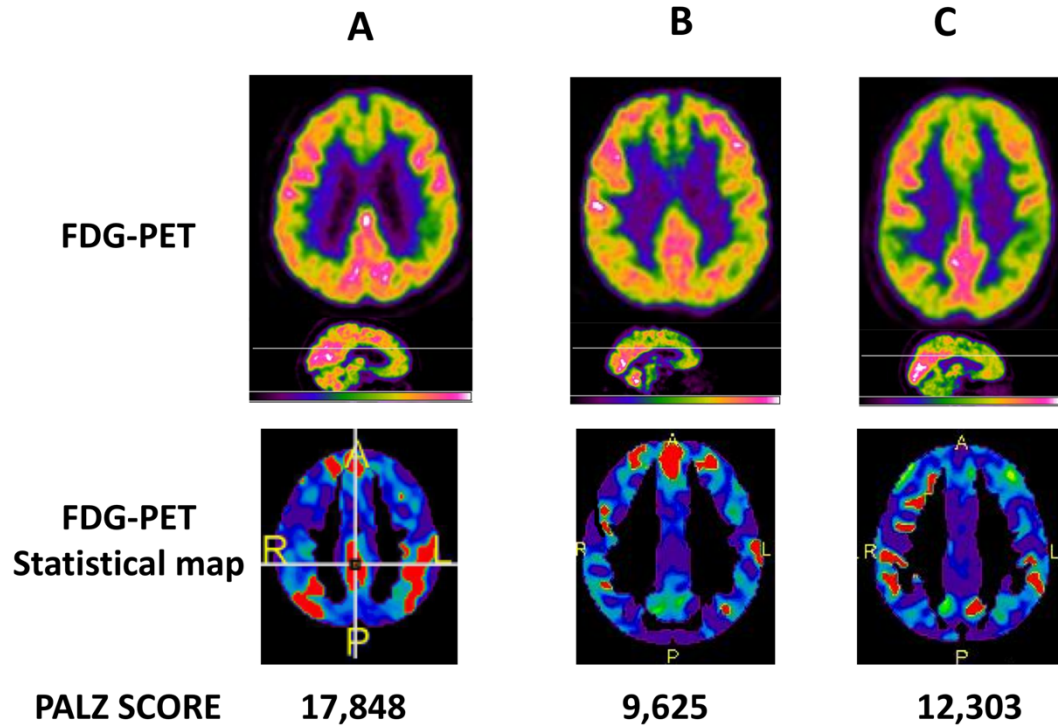 A B C
FDG-PET
A A A
FDG-PET
Statistical map
R L R L R L
P P P
PALZ SCORE 17,848 9,625 12,303